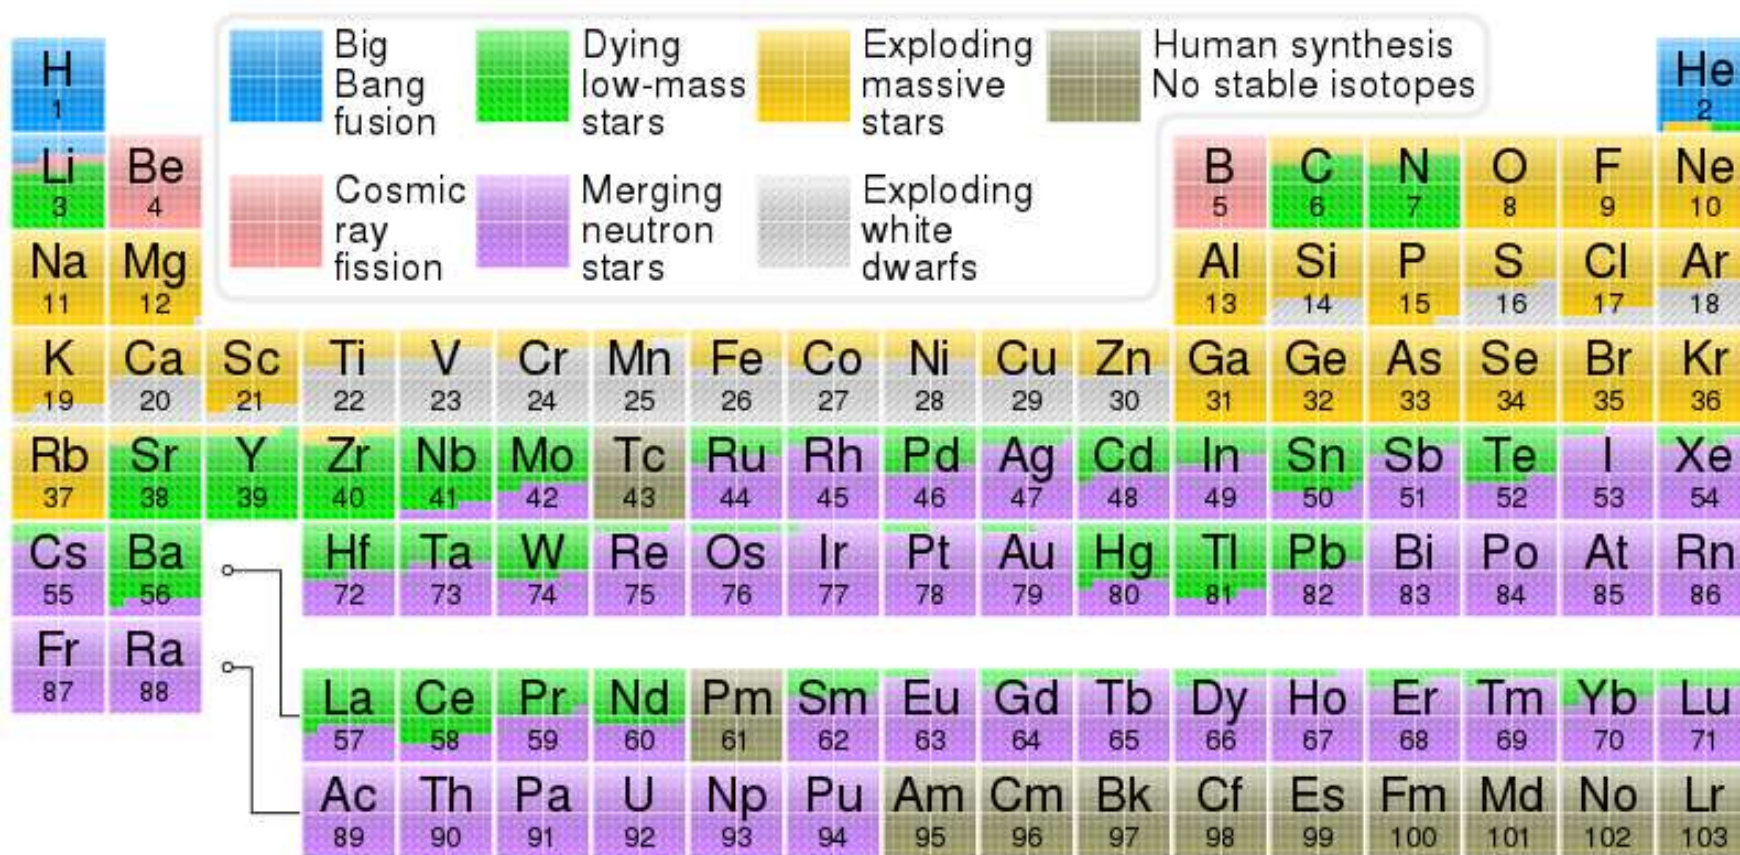 Big Bang fusion
Dying low-mass stars
Exploding massive stars
Human synthesis
No stable isotopes
Cosmic ray fission
Merging neutron stars
Exploding white dwarfs
H He
1 2
Li Be B C N O F Ne
3 4 5 6 7 8 9 10
Na Mg Al Si P S Cl Ar
11 12 13 14 15 16 17 18
K Ca Sc Ti V Cr Mn Fe Co Ni Cu Zn Ga Ge As Se Br Kr
19 20 21 22 23 24 25 26 27 28 29 30 31 32 33 34 35 36
Rb Sr Y Zr Nb Mo Tc Ru Rh Pd Ag Cd In Sn Sb Te I Xe
37 38 39 40 41 42 43 44 45 46 47 48 49 50 51 52 53 54
Cs Ba Hf Ta W Re Os Ir Pt Au Hg Tl Pb Bi Po At Rn
55 56 72 73 74 75 76 77 78 79 80 81 82 83 84 85 86
Fr Ra
87 88
La Ce Pr Nd Pm Sm Eu Gd Tb Dy Ho Er Tm Yb Lu
57 58 59 60 61 62 63 64 65 66 67 68 69 70 71
Ac Th Pa U Np Pu Am Cm Bk Cf Es Fm Md No Lr
89 90 91 92 93 94 95 96 97 98 99 100 101 102 103